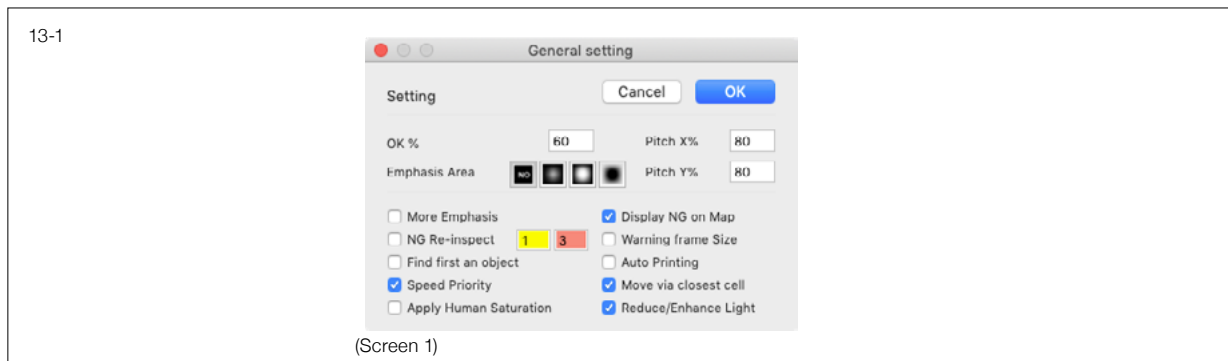 13-1
General setting
Setting Cancel OK
OK % 60 Pitch X% 80
Emphasis Area NO Pitch Y% 80
More Emphasis Display NG on Map
NG Re-inspect 1 3 Warning frame Size
Find first an object Auto Printing
Speed Priority Move via closest cell
Apply Human Saturation Reduce/Enhance Light
(Screen 1)